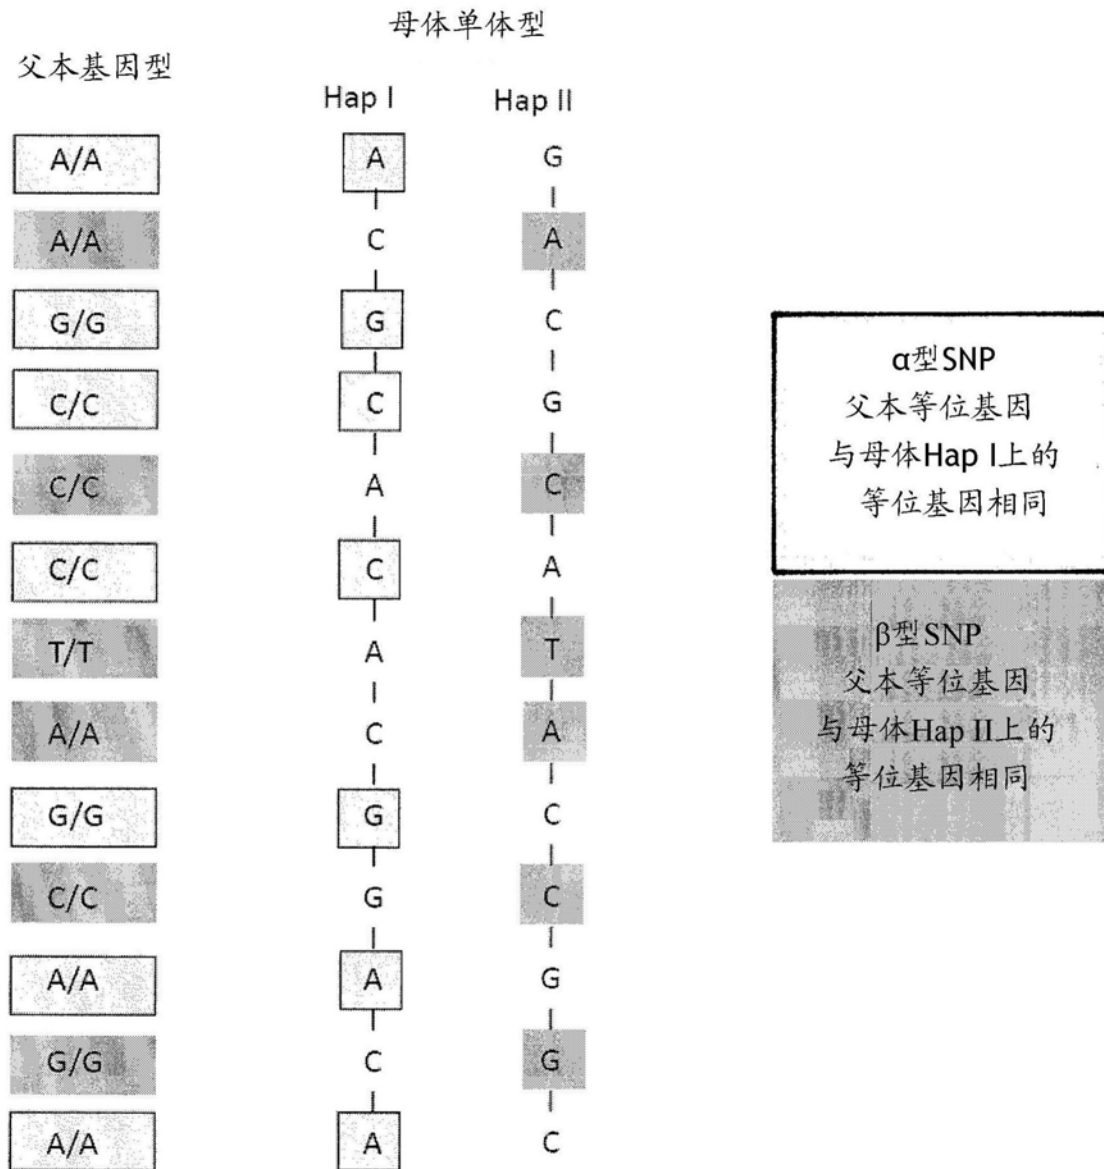 母体单体型
父本基因型
Hap I Hap II
A/A A G
A/A C A
G/G G C
C/C C G
C/C A C
C/C C A
T/T A T
A/A C A
G/G G C
C/C G C
A/A A G
G/G C G
A/A A C
α型SNP
父本等位基因
与母体Hap I上的
等位基因相同
β型SNP
父本等位基因
与母体Hap II上的
等位基因相同